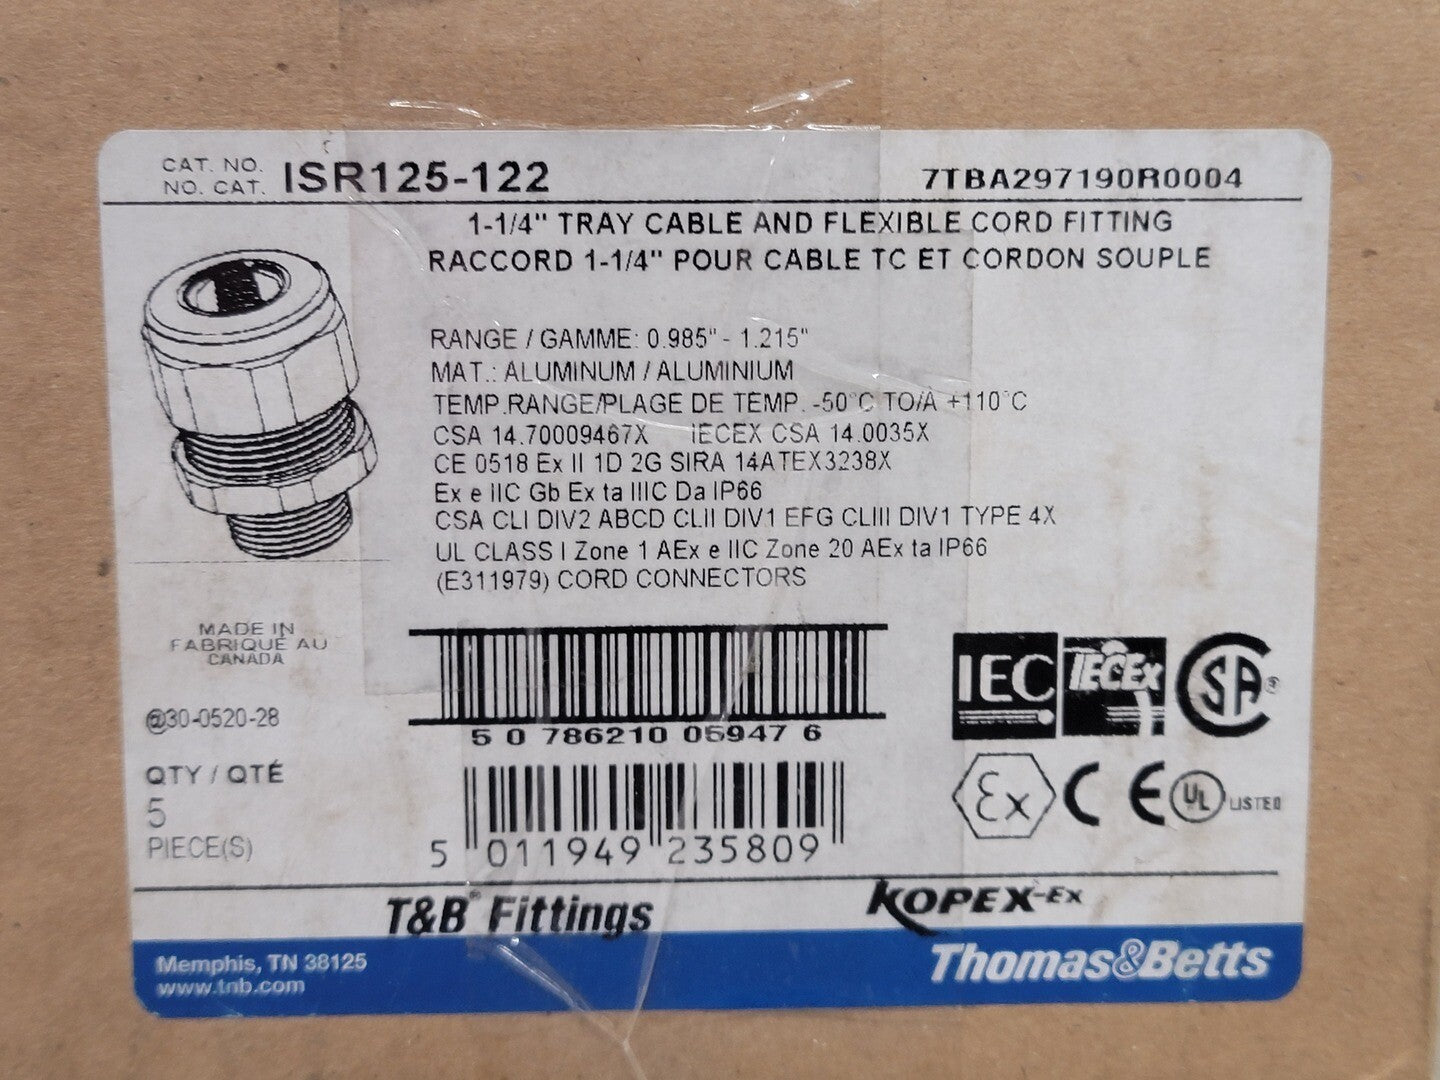 CAT. NO.
NO. CAT. ISR125-122
7TBA297190R0004
1-1/4" TRAY CABLE AND FLEXIBLE CORD FITTING
RACCORD 1-1/4" POUR CABLE TC ET CORDON SOUPLE
RANGE / GAMME: 0.985" - 1.215"
MAT.: ALUMINUM / ALUMINIUM
TEMP.RANGE/PLAGE DE TEMP. -50°C TO/À +110°C
CSA 14.70009467X IECEX CSA 14.0035X
CE 0518 Ex II 1D 2G SIRA 14ATEX3238X
Ex e IIC Gb Ex ta IIIC Da IP66
CSA CLI DIV2 ABCD CLII DIV1 EFG CLIII DIV1 TYPE 4X
UL CLASS I Zone 1 AEx e IIC Zone 20 AEx ta IP66
(E311979) CORD CONNECTORS
MADE IN
FABRIQUÉ AU
CANADA
@30-0520-28
QTY / QTÉ
5
PIECE(S)
5 0 786210 05947 6
5 011949 235809
IEC IECEx CSA ®
Ex CE UL LISTED
T&B® Fittings
KOPEX-EX
Memphis, TN 38125
www.tnb.com
Thomas&Betts